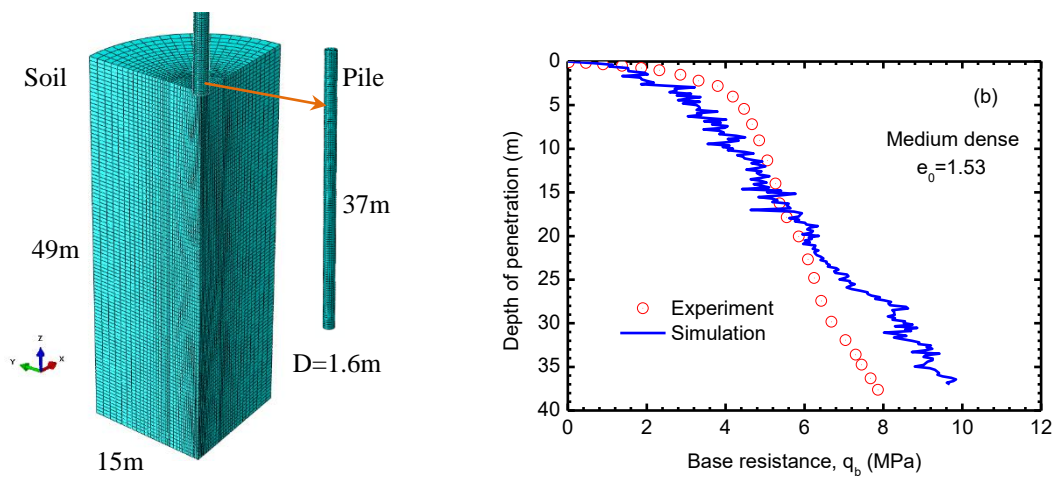 Soil
Pile
37m
49m
D=1.6m
15m
Z
Y
X
(b)
Medium dense
e0=1.53
Experiment
Simulation
Depth of penetration (m)
0
5
10
15
20
25
30
35
40
0 2 4 6 8 10 12
Base resistance, qb (MPa)